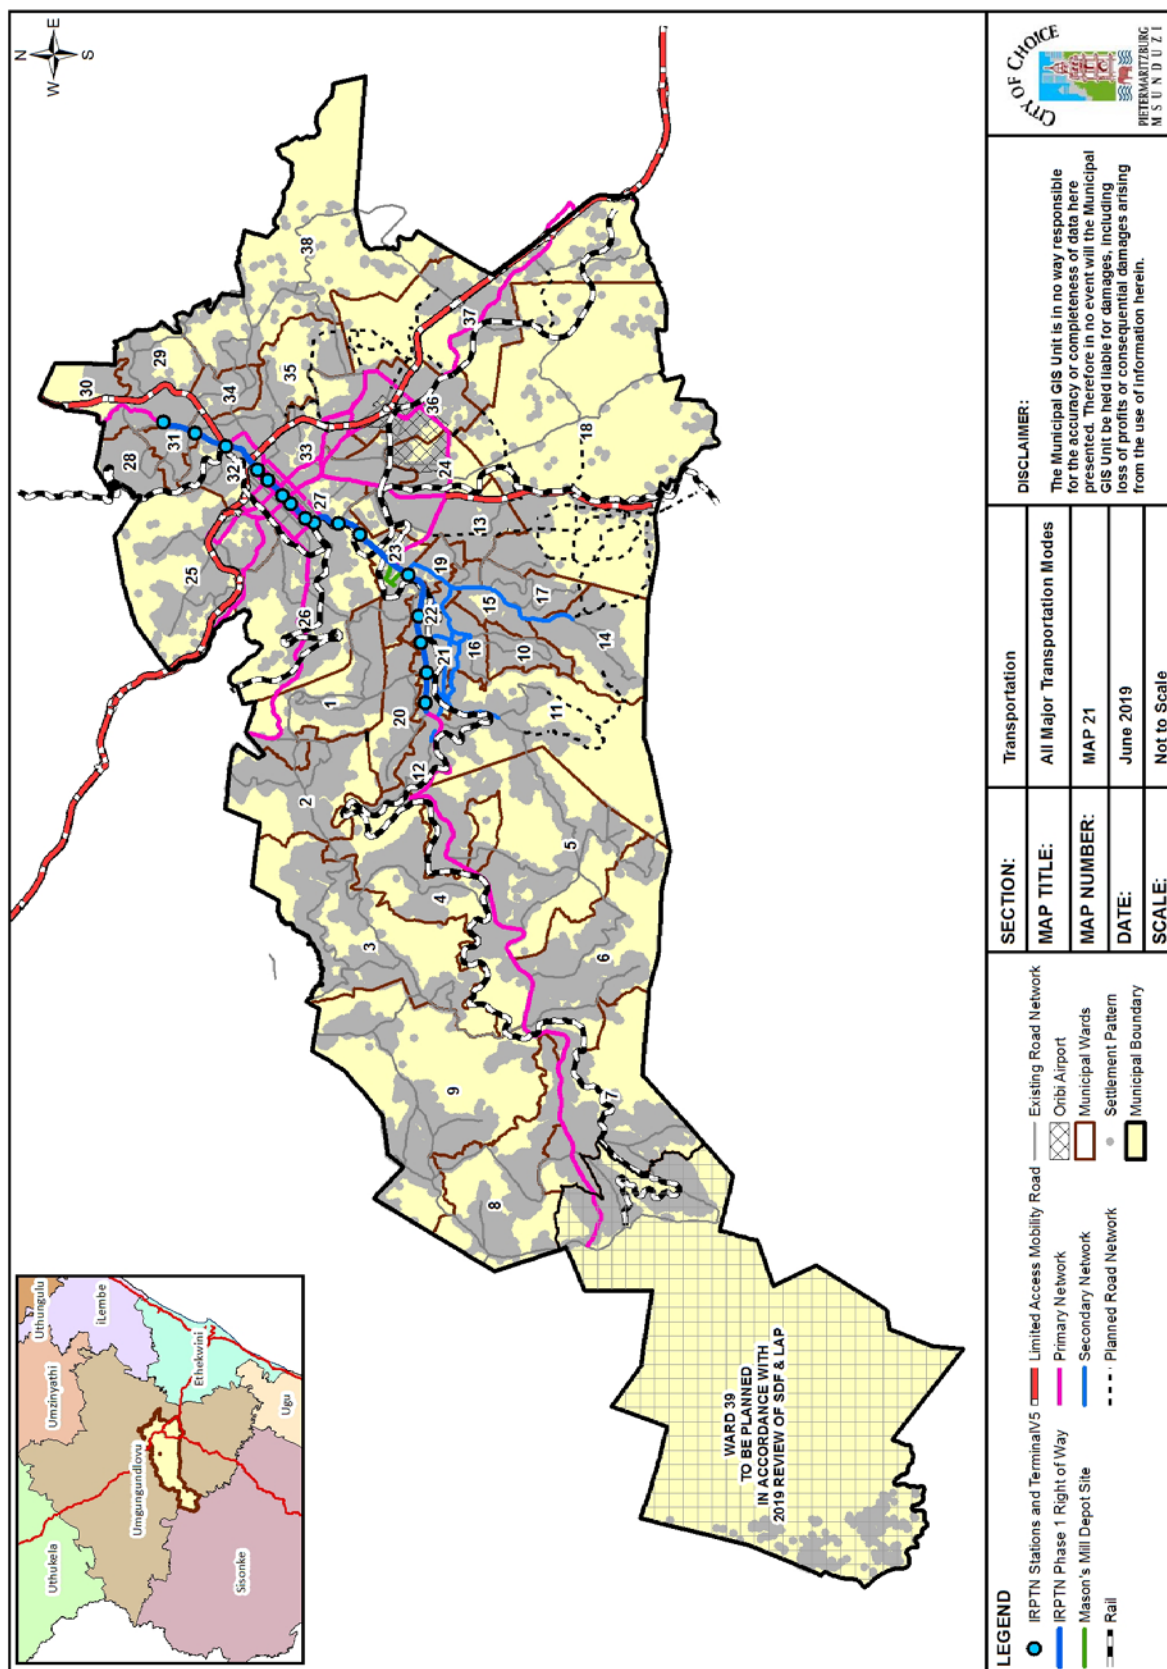 N
W
E
S
Uthungulu
Umzinyathi
iLembe
Uthukela
Umgungundlovu
Ethekwini
Ugu
Sisonke
30
29
28
31
34
38
32
35
33
25
27
37
36
26
24
18
23
13
19
1
22
15
17
21
16
10
14
20
11
2
12
5
4
3
6
9
7
8
WARD 39
TO BE PLANNED
IN ACCORDANCE WITH
2019 REVIEW OF SDF & LAP
LEGEND
IRPTN Stations and TerminalV5
IRPTN Phase 1 Right of Way
Mason's Mill Depot Site
Rail
Limited Access Mobility Road
Primary Network
Secondary Network
Planned Road Network
Existing Road Network
Oribi Airport
Municipal Wards
Settlement Pattern
Municipal Boundary
SECTION: Transportation
MAP TITLE: All Major Transportation Modes
MAP NUMBER: MAP 21
DATE: June 2019
SCALE: Not to Scale
DISCLAIMER:
The Municipal GIS Unit is in no way responsible
for the accuracy or completeness of data here
presented. Therefore in no event will the Municipal
GIS Unit be held liable for damages, including
loss of profits or consequential damages arising
from the use of information herein.
CITY OF CHOICE
PIETERMARITZBURG
MSUNDUZI